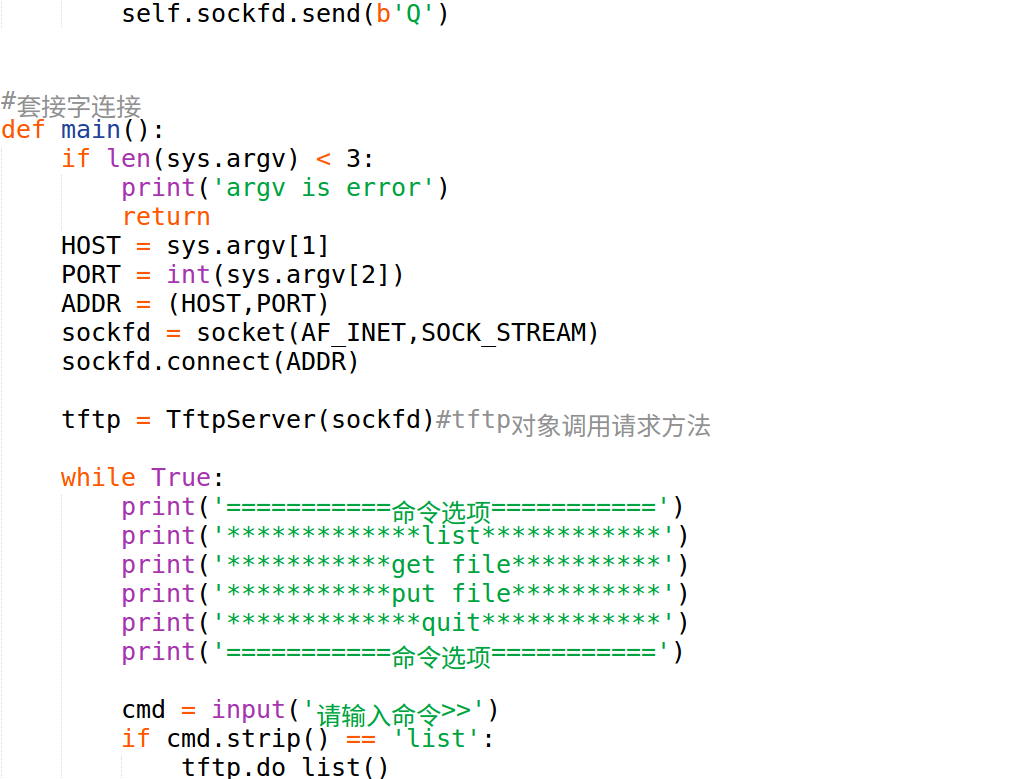 self.sockfd.send(b'Q')
#套接字连接
def main():
    if len(sys.argv) < 3:
        print('argv is error')
        return
    HOST = sys.argv[1]
    PORT = int(sys.argv[2])
    ADDR = (HOST,PORT)
    sockfd = socket(AF_INET,SOCK_STREAM)
    sockfd.connect(ADDR)
    tftp = TftpServer(sockfd)#tftp对象调用请求方法
    while True:
        print('===========命令选项===========')
        print('*************list************')
        print('***********get file**********')
        print('***********put file**********')
        print('*************quit************')
        print('===========命令选项===========')
        cmd = input('请输入命令>>')
        if cmd.strip() == 'list':
            tftp.do_list()